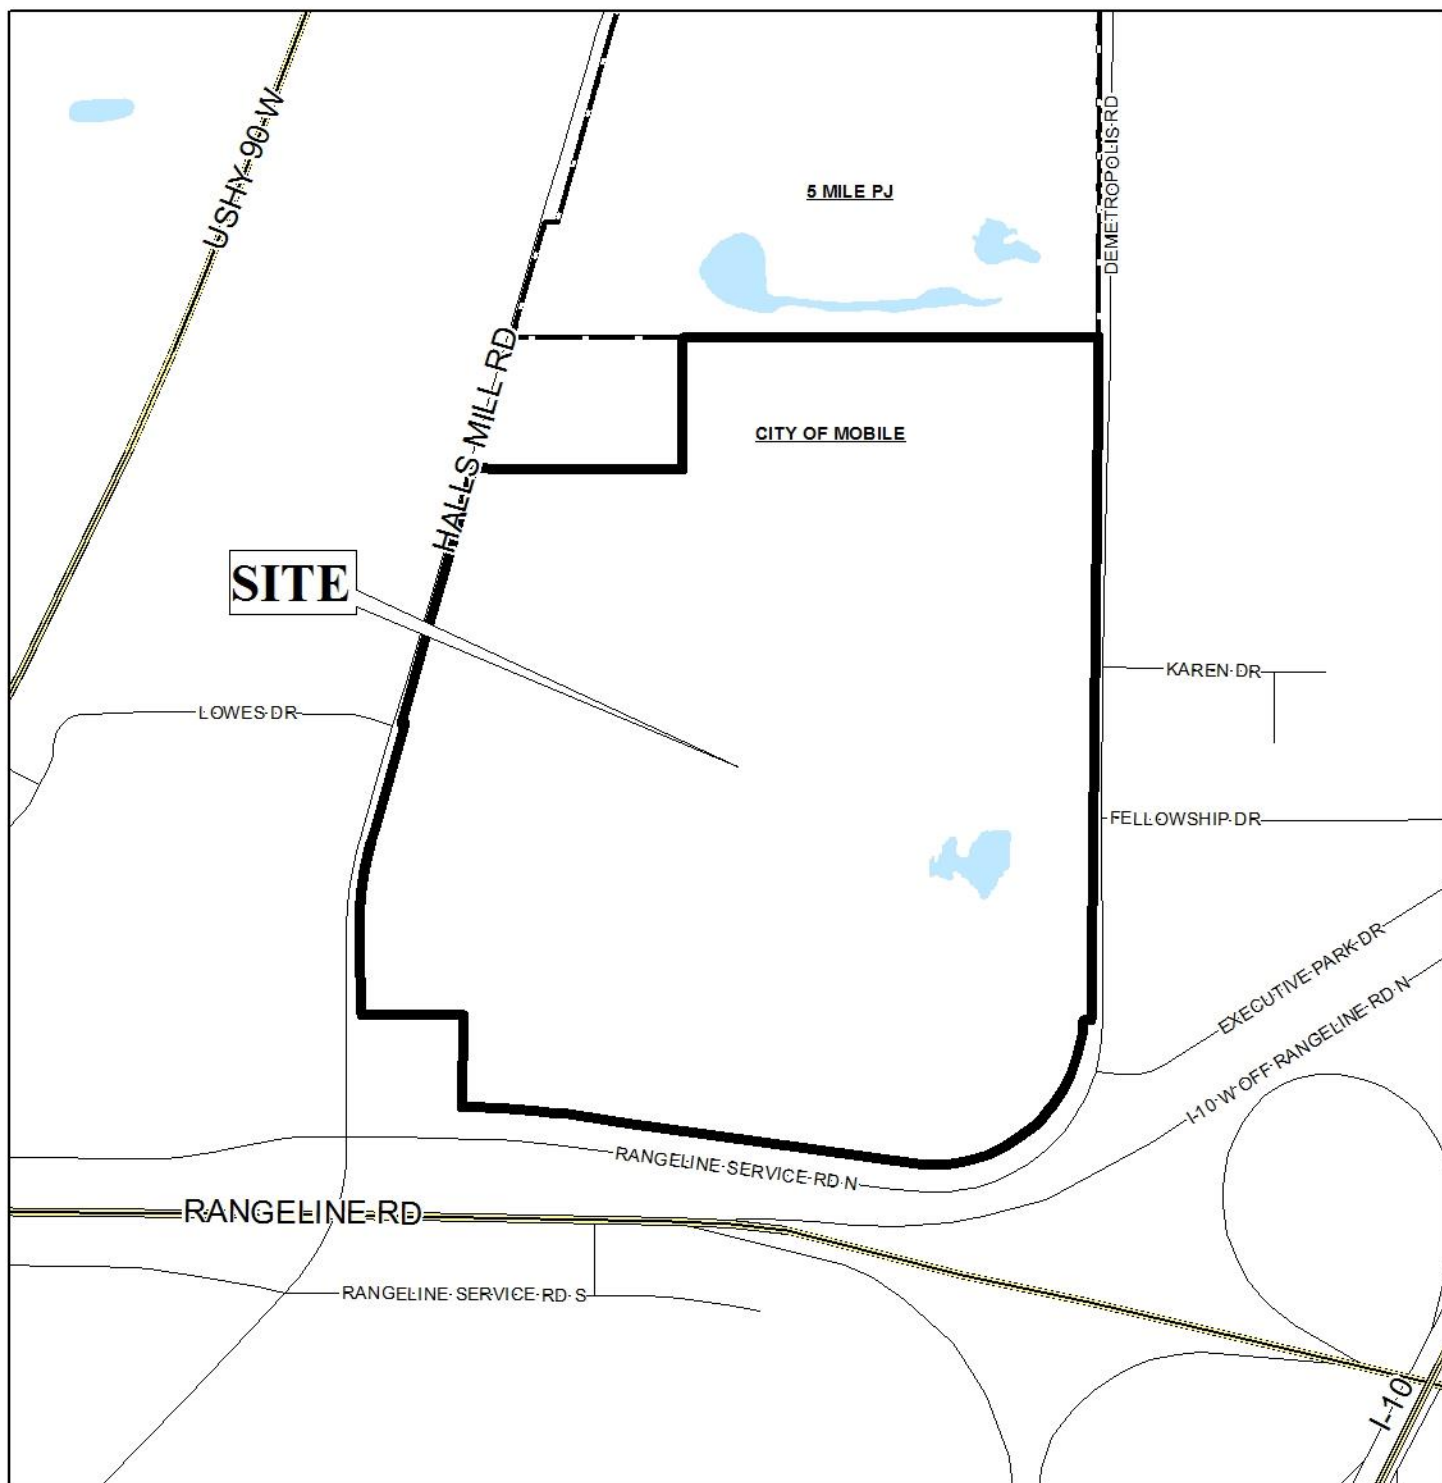 USHY 90 W
DEMETROPOLIS RD
5 MILE PJ
HALLS MILL RD
CITY OF MOBILE
SITE
KAREN DR
LOWES DR
FELLOWSHIP DR
EXECUTIVE PARK DR
I-10 W OFF RANGELINE RD N
RANGELINE SERVICE RD N
RANGELINE RD
RANGELINE SERVICE RD S
I-10